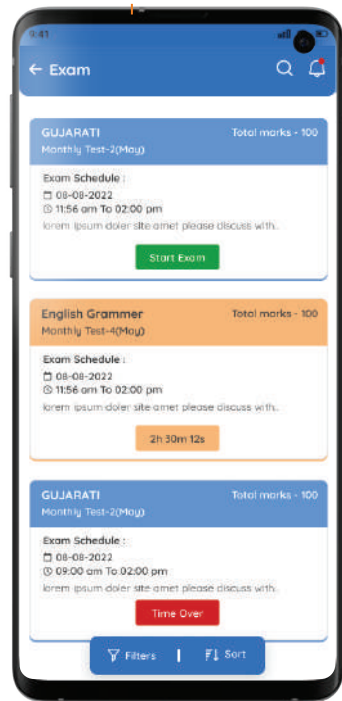 9:41
Exam
GUJARATI Total marks - 100
Monthly Test-2(May)
Exam Schedule :
08-08-2022
11:56 am To 02:00 pm
lorem ipsum doler site amet please discuss with..
Start Exam
English Grammer Total marks - 100
Monthly Test-4(May)
Exam Schedule :
08-08-2022
11:56 am To 02:00 pm
lorem ipsum doler site amet please discuss with..
2h 30m 12s
GUJARATI Total marks - 100
Monthly Test-2(May)
Exam Schedule :
08-08-2022
09:00 am To 02:00 pm
lorem ipsum doler site amet please discuss with..
Time Over
Filters | Sort